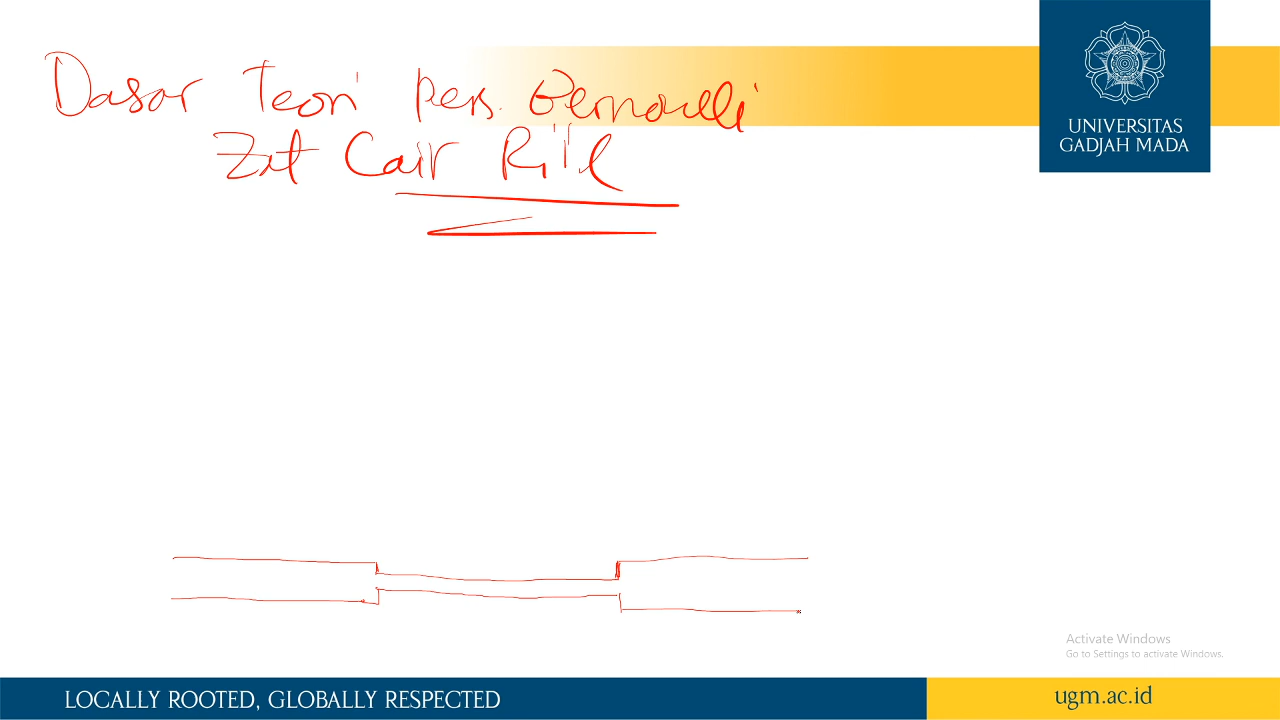 Dasar Teori Pers. Bernoulli
Zat Cair Riil
UNIVERSITAS
GADJAH MADA
Activate Windows
Go to Settings to activate Windows.
LOCALLY ROOTED, GLOBALLY RESPECTED
ugm.ac.id